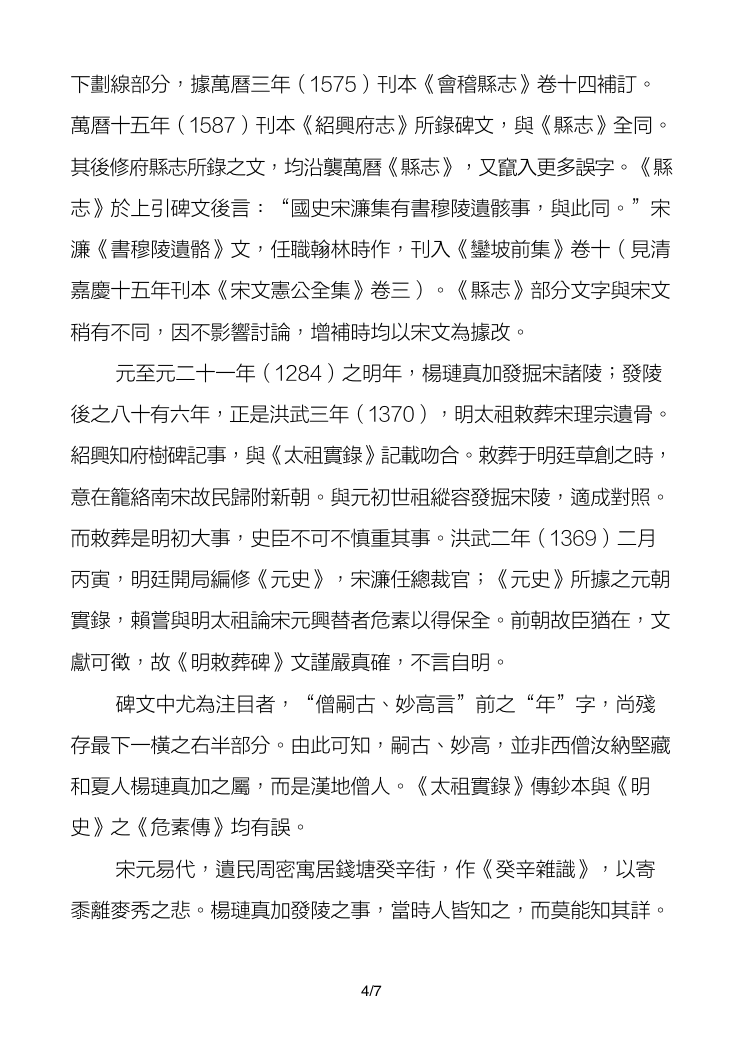 下劃線部分，據萬曆三年（1575）刊本《會稽縣志》卷十四補訂。
萬曆十五年（1587）刊本《紹興府志》所錄碑文，與《縣志》全同。
其後修府縣志所錄之文，均沿襲萬曆《縣志》，又竄入更多誤字。《縣
志》於上引碑文後言：“國史宋濂集有書穆陵遺骸事，與此同。”宋
濂《書穆陵遺骼》文，任職翰林時作，刊入《鑾坡前集》卷十（見清
嘉慶十五年刊本《宋文憲公全集》卷三）。《縣志》部分文字與宋文
稍有不同，因不影響討論，增補時均以宋文為據改。
元至元二十一年（1284）之明年，楊璉真加發掘宋諸陵；發陵
後之八十有六年，正是洪武三年（1370），明太祖敕葬宋理宗遺骨。
紹興知府樹碑記事，與《太祖實錄》記載吻合。敕葬于明廷草創之時，
意在籠絡南宋故民歸附新朝。與元初世祖縱容發掘宋陵，適成對照。
而敕葬是明初大事，史臣不可不慎重其事。洪武二年（1369）二月
丙寅，明廷開局編修《元史》，宋濂任總裁官；《元史》所據之元朝
實錄，賴嘗與明太祖論宋元興替者危素以得保全。前朝故臣猶在，文
獻可徵，故《明敕葬碑》文謹嚴真確，不言自明。
碑文中尤為注目者，“僧嗣古、妙高言”前之“年”字，尚殘
存最下一橫之右半部分。由此可知，嗣古、妙高，並非西僧汝納堅藏
和夏人楊璉真加之屬，而是漢地僧人。《太祖實錄》傳鈔本與《明
史》之《危素傳》均有誤。
宋元易代，遺民周密寓居錢塘癸辛街，作《癸辛雜識》，以寄
黍離麥秀之悲。楊璉真加發陵之事，當時人皆知之，而莫能知其詳。
4/7